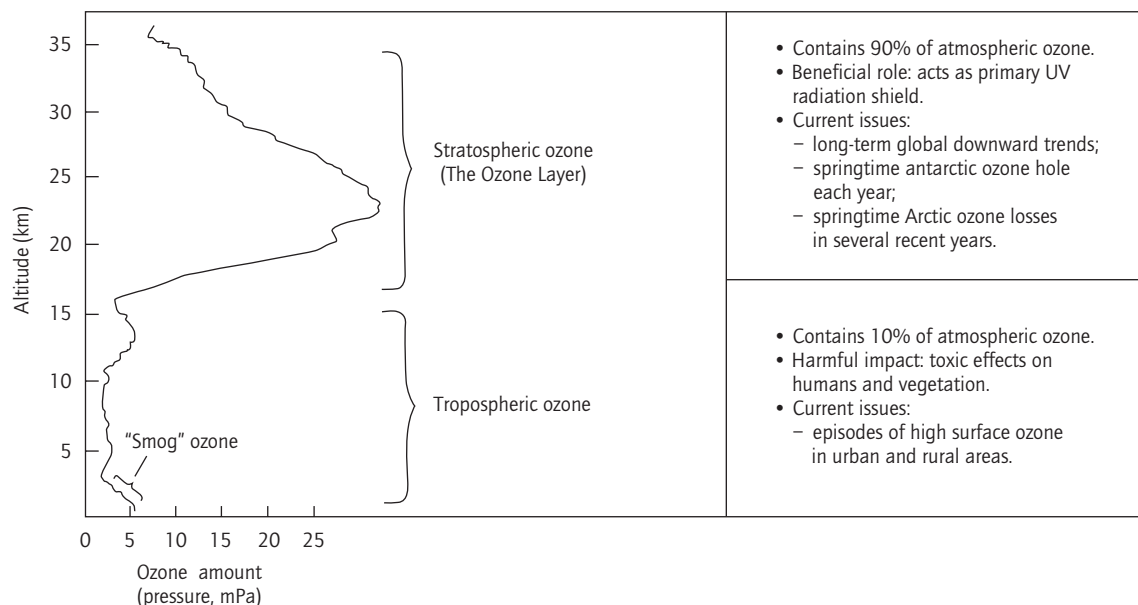 35
30
25
20
15
10
5
Altitude (km)
0 5 10 15 20 25
Ozone amount
(pressure, mPa)
"Smog" ozone
Stratospheric ozone
(The Ozone Layer)
Tropospheric ozone
• Contains 90% of atmospheric ozone.
• Beneficial role: acts as primary UV
radiation shield.
• Current issues:
– long-term global downward trends;
– springtime antarctic ozone hole
each year;
– springtime Arctic ozone losses
in several recent years.
• Contains 10% of atmospheric ozone.
• Harmful impact: toxic effects on
humans and vegetation.
• Current issues:
– episodes of high surface ozone
in urban and rural areas.